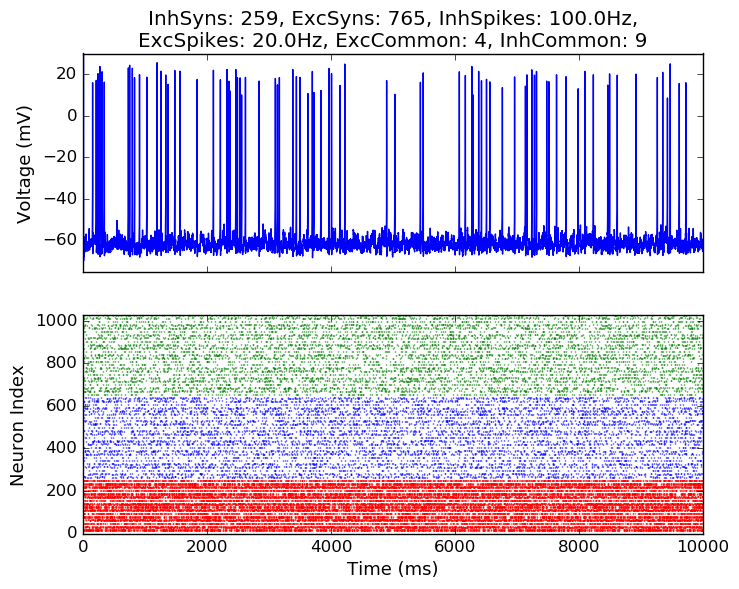 InhSyns: 259, ExcSyns: 765, InhSpikes: 100.0Hz,
ExcSpikes: 20.0Hz, ExcCommon: 4, InhCommon: 9
20
0
−20
−40
−60
Voltage (mV)
1000
800
600
400
200
0
Neuron Index
0 2000 4000 6000 8000 10000
Time (ms)